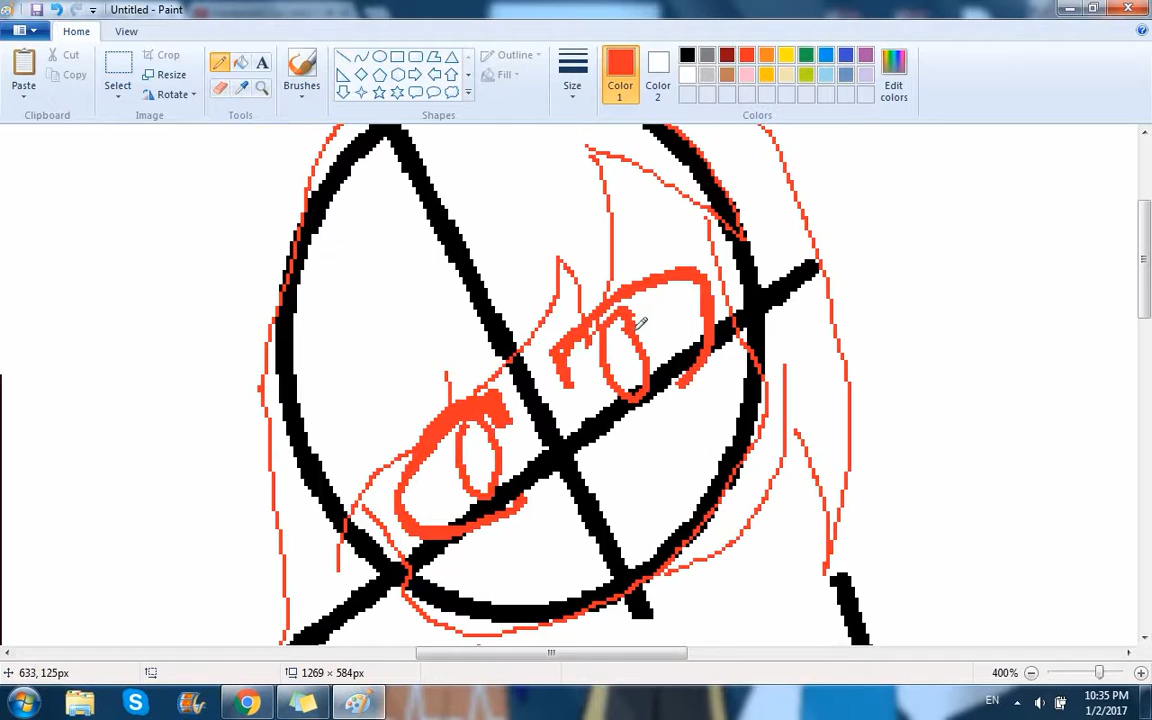 Untitled - Paint
Home View
Paste
Cut
Copy
Clipboard
Select
Crop
Resize
Rotate
Image
Tools
Brushes
Shapes
Outline
Fill
Size
Color 1
Color 2
Edit colors
Colors
633, 125px
1269 × 584px
400%
EN
10:35 PM
1/2/2017